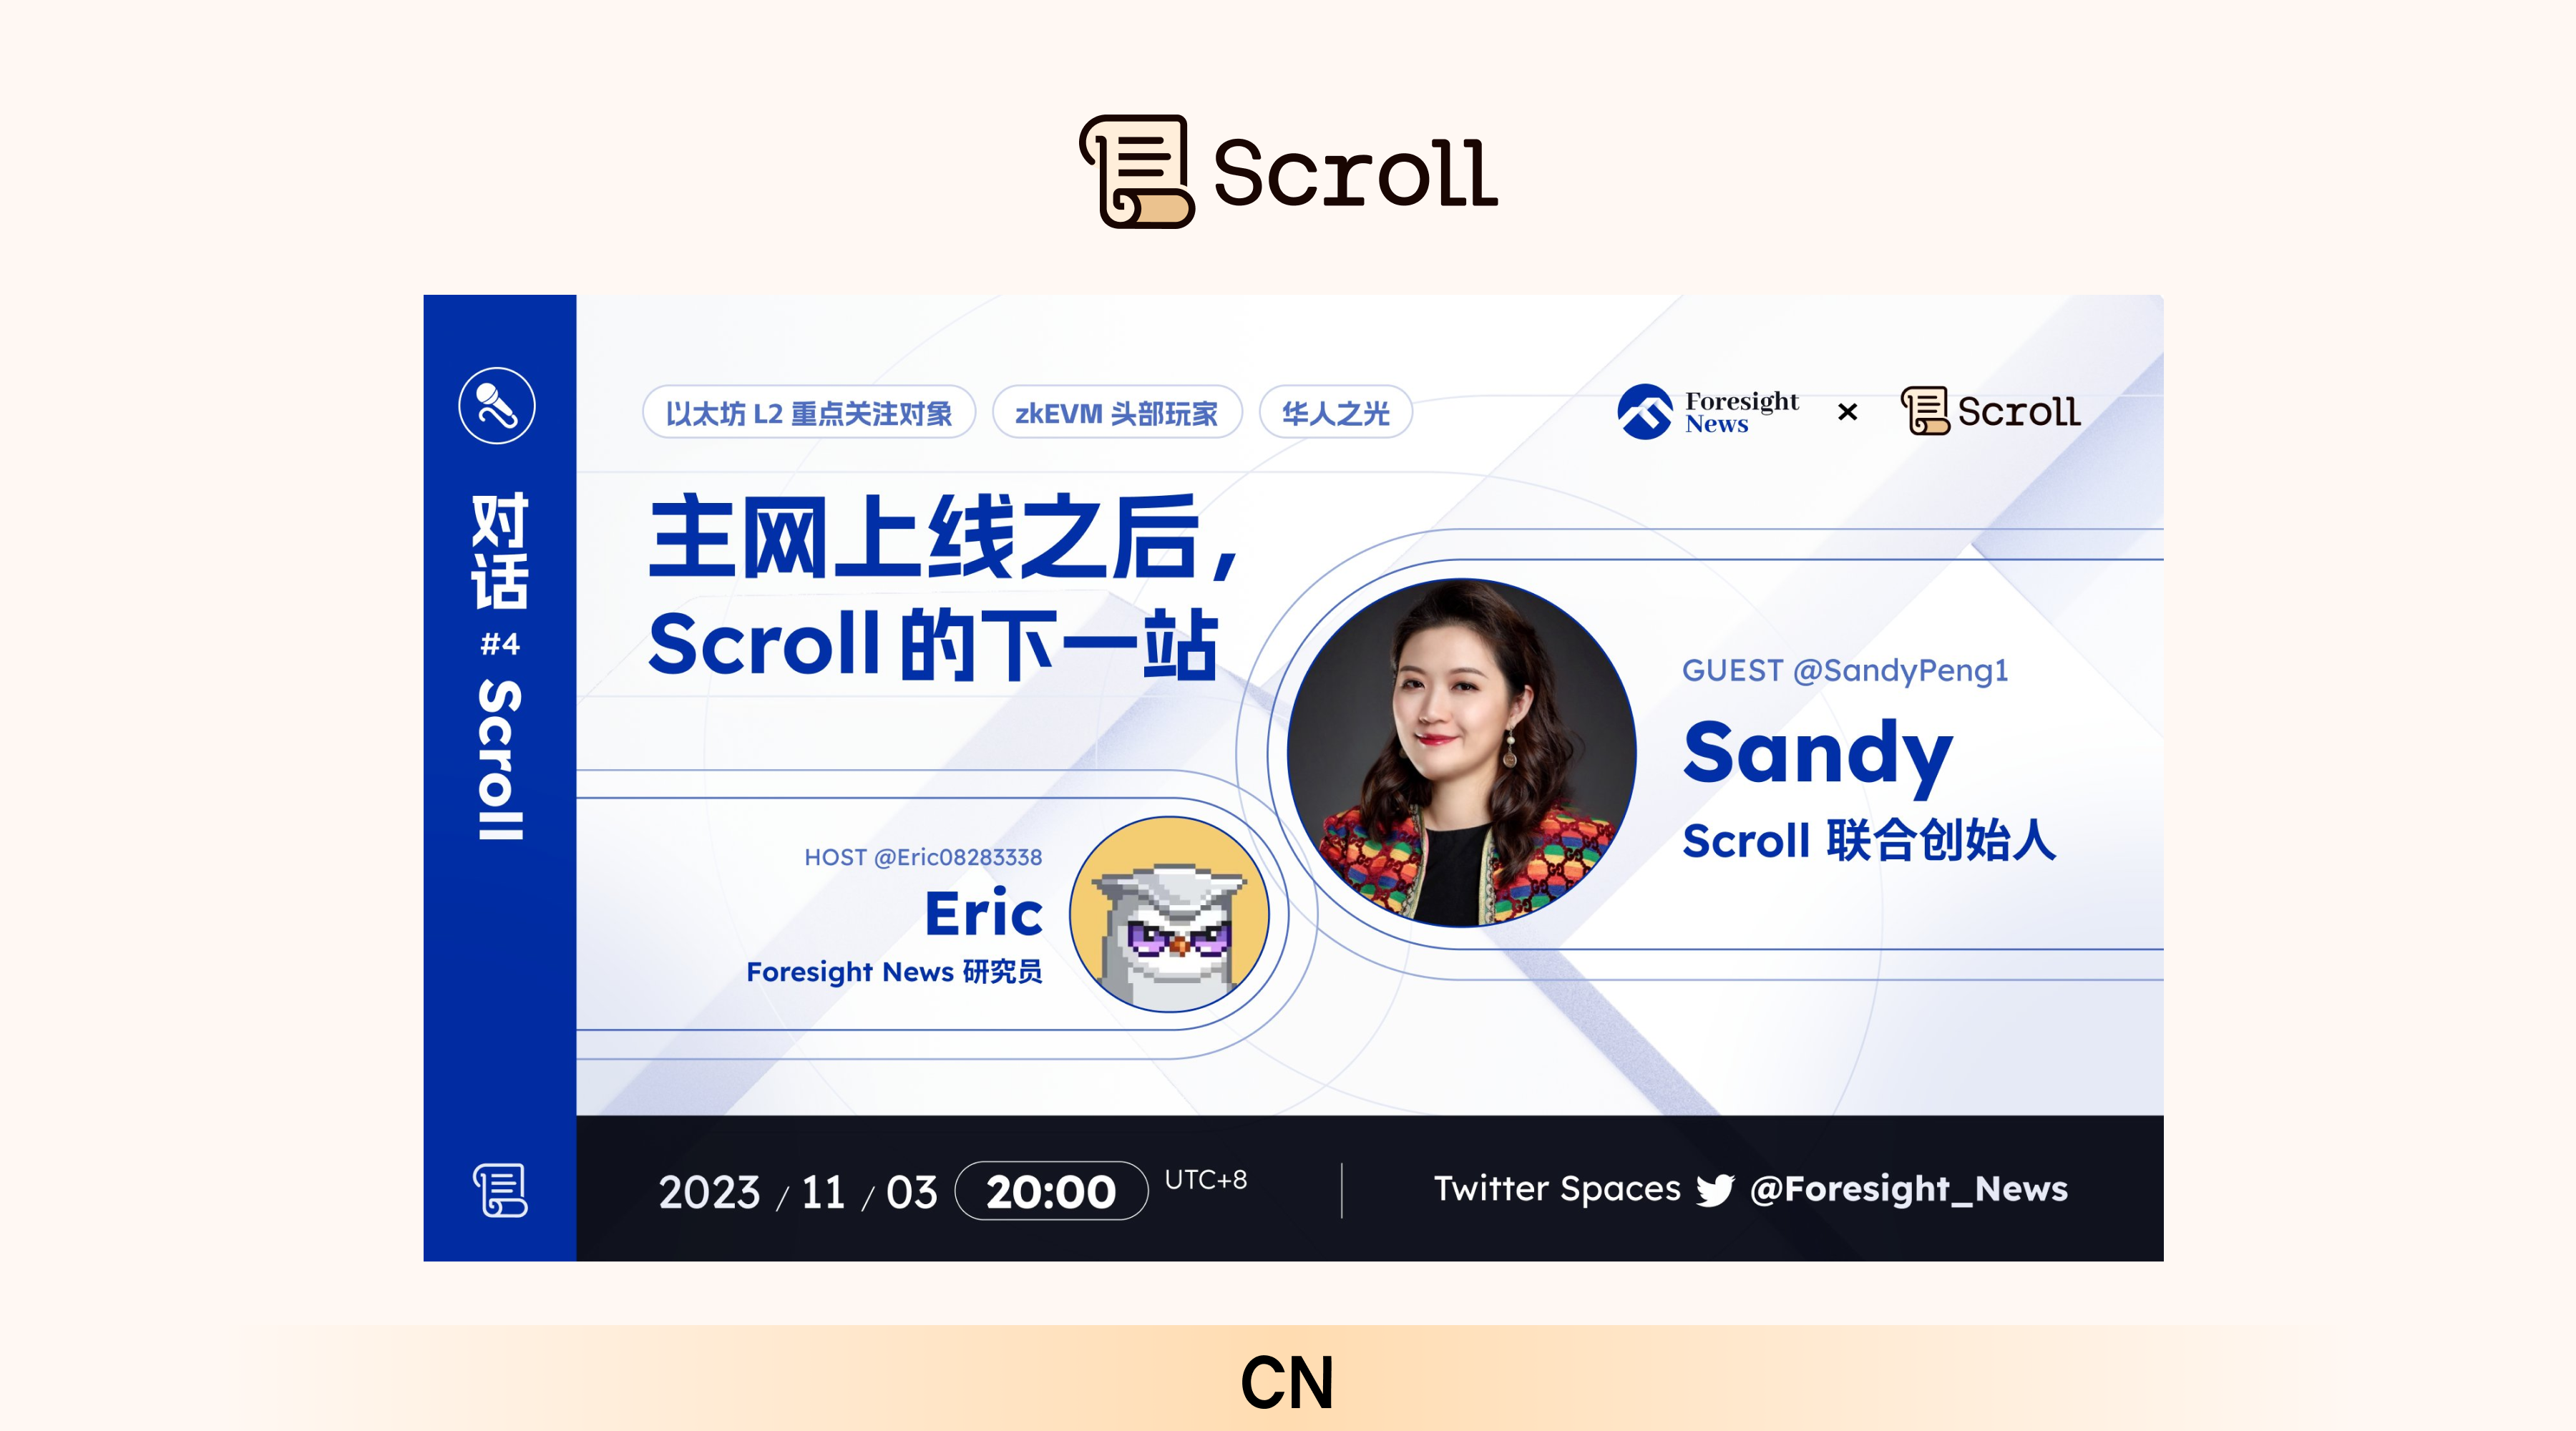 Scroll
对话 #4 Scroll
以太坊 L2 重点关注对象
zkEVM 头部玩家
华人之光
Foresight
News
×
Scroll
主网上线之后,
Scroll 的下一站
GUEST @SandyPeng1
Sandy
Scroll 联合创始人
HOST @Eric08283338
Eric
Foresight News 研究员
2023 / 11 / 03 20:00 UTC+8
Twitter Spaces @Foresight_News
CN